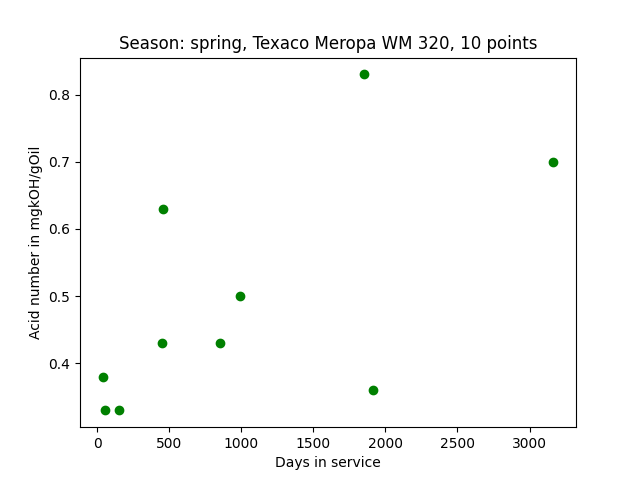 Season: spring, Texaco Meropa WM 320, 10 points
0.8
0.7
0.6
0.5
0.4
Acid number in mgkOH/gOil
0 500 1000 1500 2000 2500 3000
Days in service